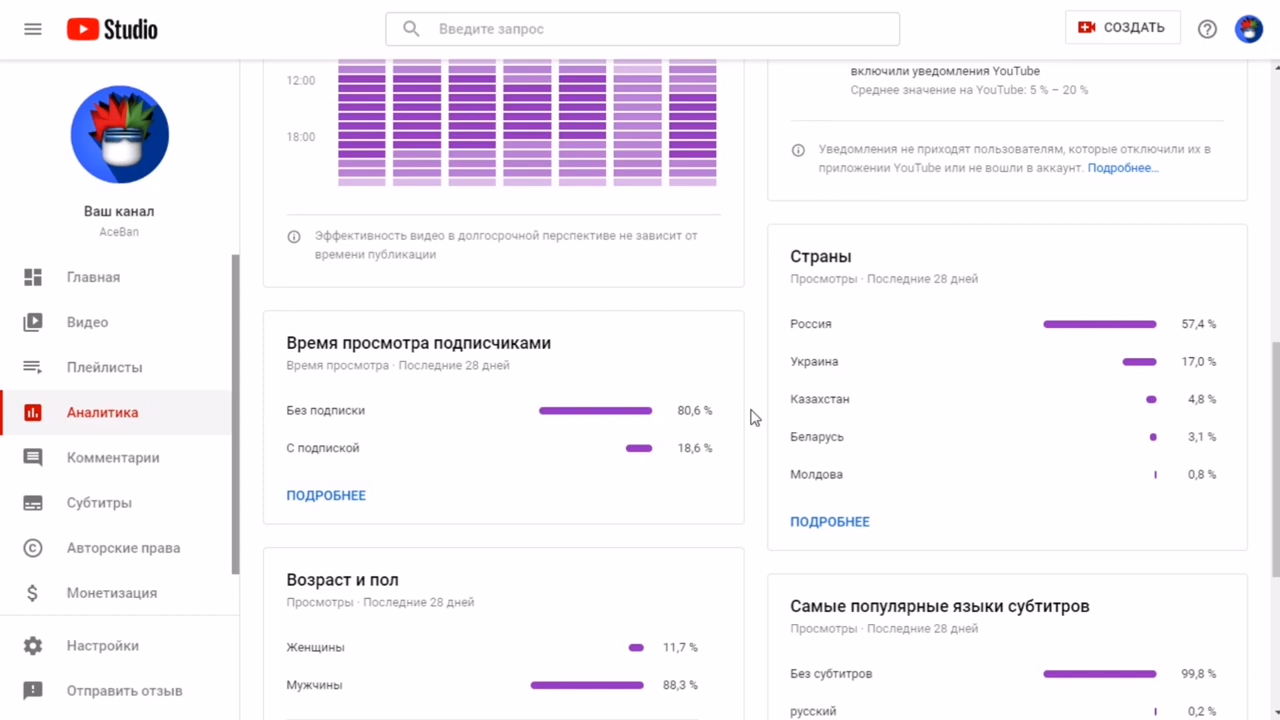 Studio
Введите запрос
СОЗДАТЬ
Ваш канал
AceBan
Главная
Видео
Плейлисты
Аналитика
Комментарии
Субтитры
Авторские права
Монетизация
Настройки
Отправить отзыв
12:00
18:00
Эффективность видео в долгосрочной перспективе не зависит от
времени публикации
Время просмотра подписчиками
Время просмотра · Последние 28 дней
Без подписки 80,6 %
С подпиской 18,6 %
ПОДРОБНЕЕ
Возраст и пол
Просмотры · Последние 28 дней
Женщины 11,7 %
Мужчины 88,3 %
включили уведомления YouTube
Среднее значение на YouTube: 5 % – 20 %
Уведомления не приходят пользователям, которые отключили их в
приложении YouTube или не вошли в аккаунт. Подробнее...
Страны
Просмотры · Последние 28 дней
Россия 57,4 %
Украина 17,0 %
Казахстан 4,8 %
Беларусь 3,1 %
Молдова 0,8 %
ПОДРОБНЕЕ
Самые популярные языки субтитров
Просмотры · Последние 28 дней
Без субтитров 99,8 %
русский 0,2 %